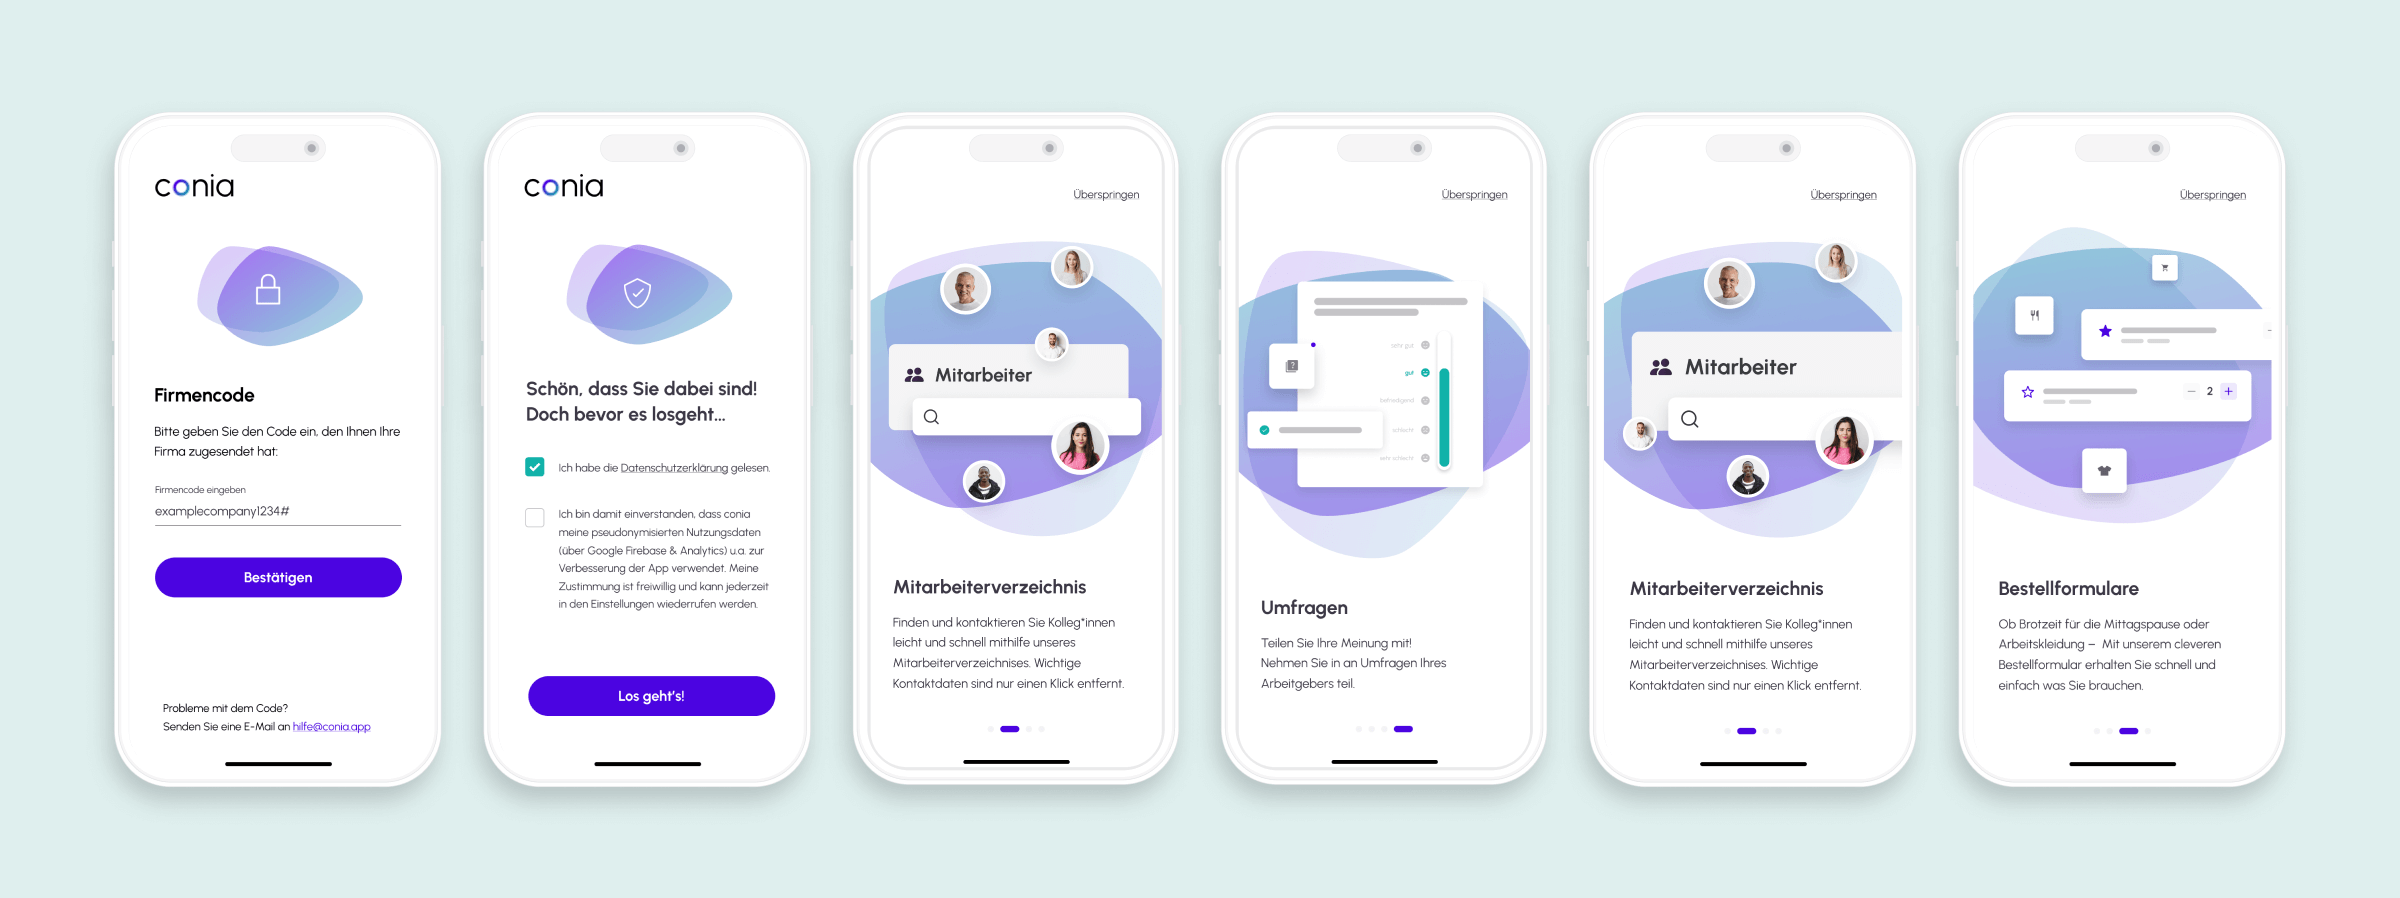 conia
Firmencode
Bitte geben Sie den Code ein, den Ihnen Ihre
Firma zugesendet hat:
Firmencode eingeben
examplecompany1234#
Bestätigen
Probleme mit dem Code?
Senden Sie eine E-Mail an hilfe@conia.app
conia
Schön, dass Sie dabei sind!
Doch bevor es losgeht...
Ich habe die Datenschutzerklärung gelesen.
Ich bin damit einverstanden, dass conia
meine pseudonymisierten Nutzungsdaten
(über Google Firebase & Analytics) u.a. zur
Verbesserung der App verwendet. Meine
Zustimmung ist freiwillig und kann jederzeit
in den Einstellungen wiederrufen werden.
Los geht's!
Überspringen
Mitarbeiter
Mitarbeiterverzeichnis
Finden und kontaktieren Sie Kolleg*innen
leicht und schnell mithilfe unseres
Mitarbeiterverzeichnises. Wichtige
Kontaktdaten sind nur einen Klick entfernt.
Überspringen
sehr gut
gut
befriedigend
schlecht
sehr schlecht
Umfragen
Teilen Sie Ihre Meinung mit!
Nehmen Sie in an Umfragen Ihres
Arbeitgebers teil.
Überspringen
Mitarbeiter
Mitarbeiterverzeichnis
Finden und kontaktieren Sie Kolleg*innen
leicht und schnell mithilfe unseres
Mitarbeiterverzeichnises. Wichtige
Kontaktdaten sind nur einen Klick entfernt.
Überspringen
2
Bestellformulare
Ob Brotzeit für die Mittagspause oder
Arbeitskleidung – Mit unserem cleveren
Bestellformular erhalten Sie schnell und
einfach was Sie brauchen.